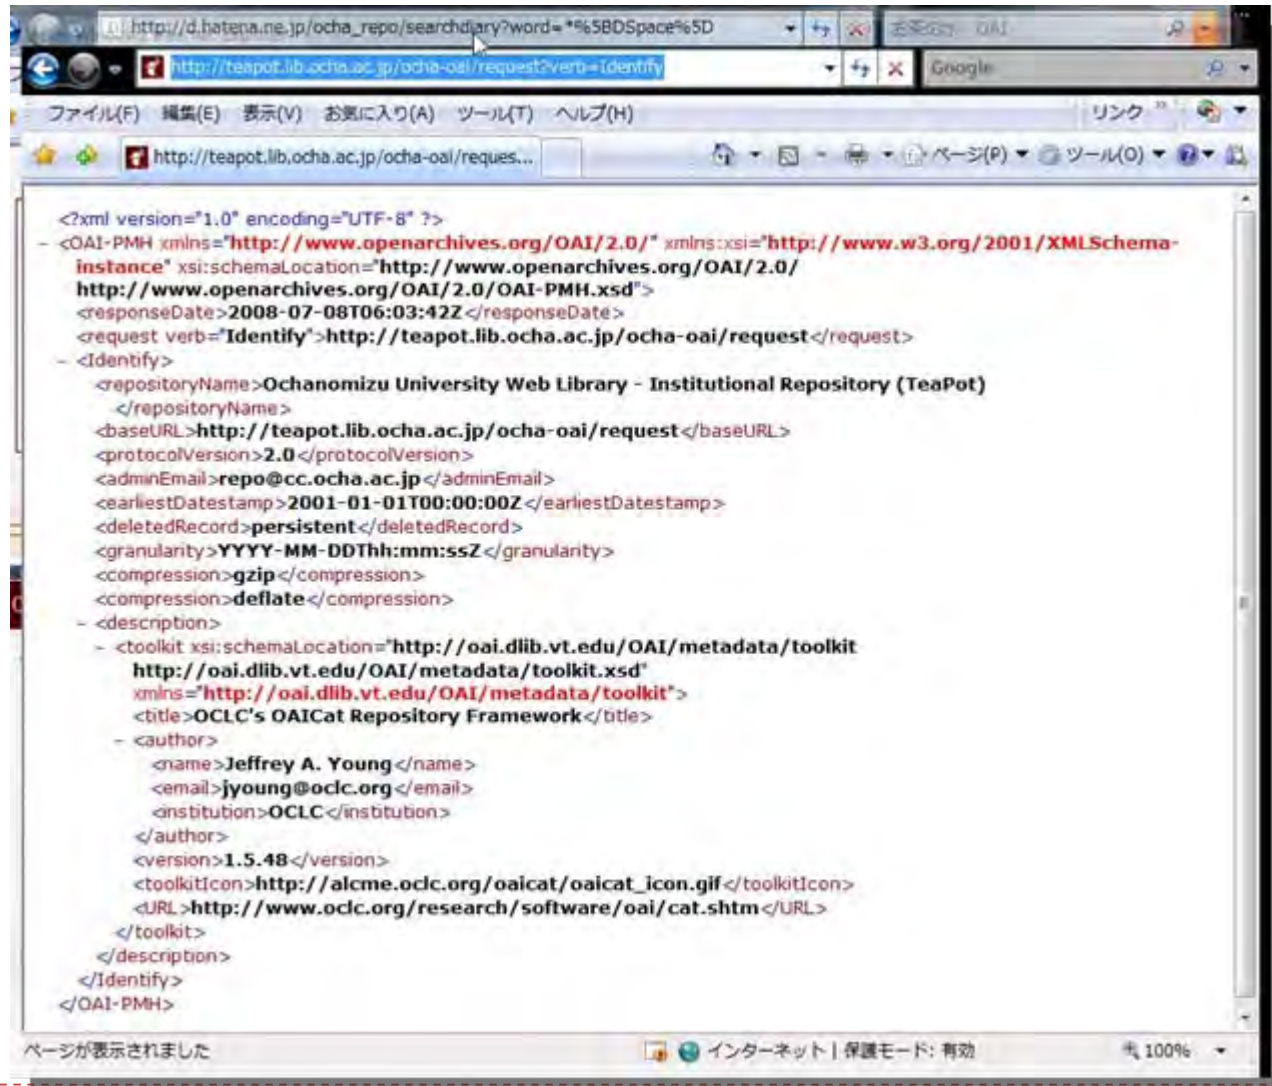 http://d.hatena.ne.jp/ocha_repo/searchdiary?word=*%5BDSpace%5D
http://teapot.lib.ocha.ac.jp/ocha-oai/request?verb=Identify Google
ファイル(F) 編集(E) 表示(V) お気に入り(A) ツール(T) ヘルプ(H) リンク »
http://teapot.lib.ocha.ac.jp/ocha-oai/reques... ページ(P) ツール(O)
<?xml version="1.0" encoding="UTF-8" ?>
- <OAI-PMH xmlns="http://www.openarchives.org/OAI/2.0/" xmlns:xsi="http://www.w3.org/2001/XMLSchema-
instance" xsi:schemaLocation="http://www.openarchives.org/OAI/2.0/
http://www.openarchives.org/OAI/2.0/OAI-PMH.xsd">
<responseDate>2008-07-08T06:03:42Z</responseDate>
<request verb="Identify">http://teapot.lib.ocha.ac.jp/ocha-oai/request</request>
- <Identify>
<repositoryName>Ochanomizu University Web Library - Institutional Repository (TeaPot)
</repositoryName>
<baseURL>http://teapot.lib.ocha.ac.jp/ocha-oai/request</baseURL>
<protocolVersion>2.0</protocolVersion>
<adminEmail>repo@cc.ocha.ac.jp</adminEmail>
<earliestDatestamp>2001-01-01T00:00:00Z</earliestDatestamp>
<deletedRecord>persistent</deletedRecord>
<granularity>YYYY-MM-DDThh:mm:ssZ</granularity>
<compression>gzip</compression>
<compression>deflate</compression>
- <description>
- <toolkit xsi:schemaLocation="http://oai.dlib.vt.edu/OAI/metadata/toolkit
http://oai.dlib.vt.edu/OAI/metadata/toolkit.xsd"
xmlns="http://oai.dlib.vt.edu/OAI/metadata/toolkit">
<title>OCLC's OAICat Repository Framework</title>
- <author>
<name>Jeffrey A. Young</name>
<email>jyoung@oclc.org</email>
<institution>OCLC</institution>
</author>
<version>1.5.48</version>
<toolkitIcon>http://alcme.oclc.org/oaicat/oaicat_icon.gif</toolkitIcon>
<URL>http://www.oclc.org/research/software/oai/cat.shtm</URL>
</toolkit>
</description>
</Identify>
</OAI-PMH>
ページが表示されました インターネット | 保護モード: 有効 100%